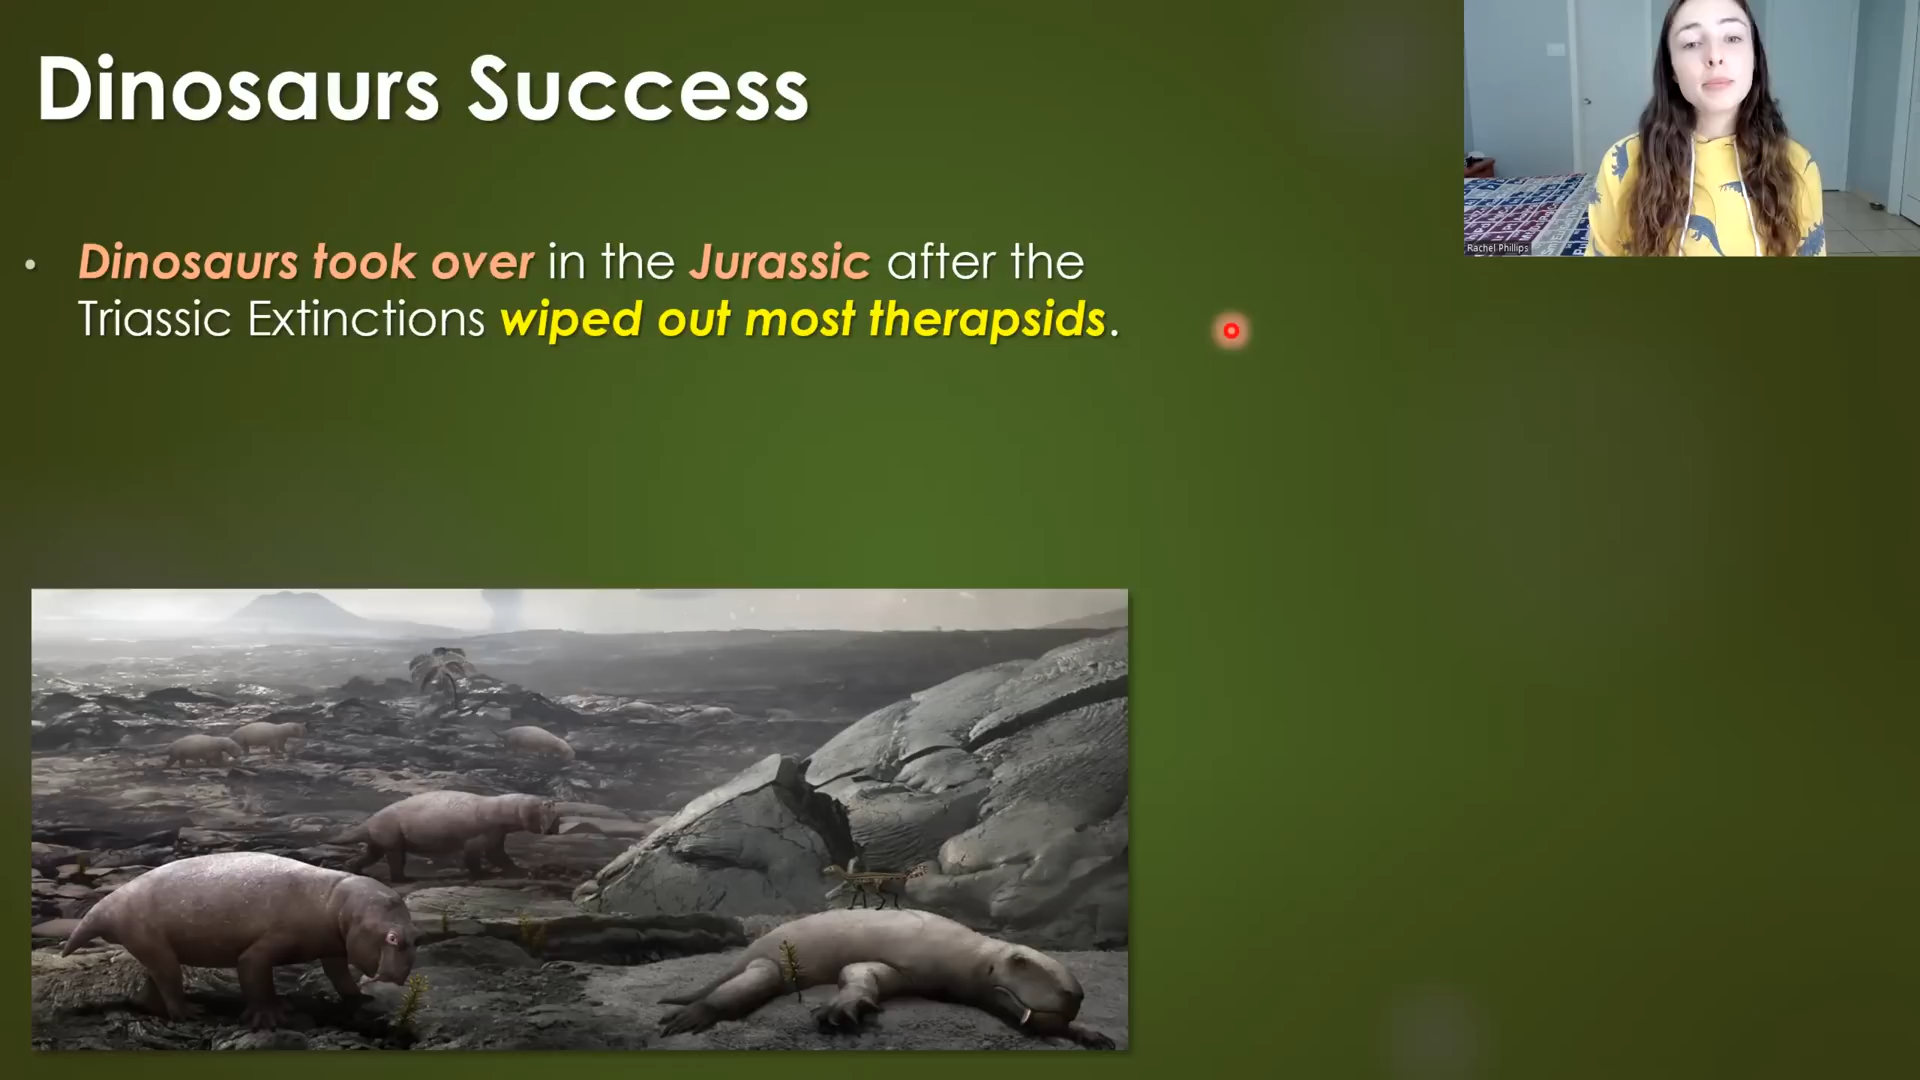 Dinosaurs Success
Rachel Phillips
• Dinosaurs took over in the Jurassic after the
Triassic Extinctions wiped out most therapsids.